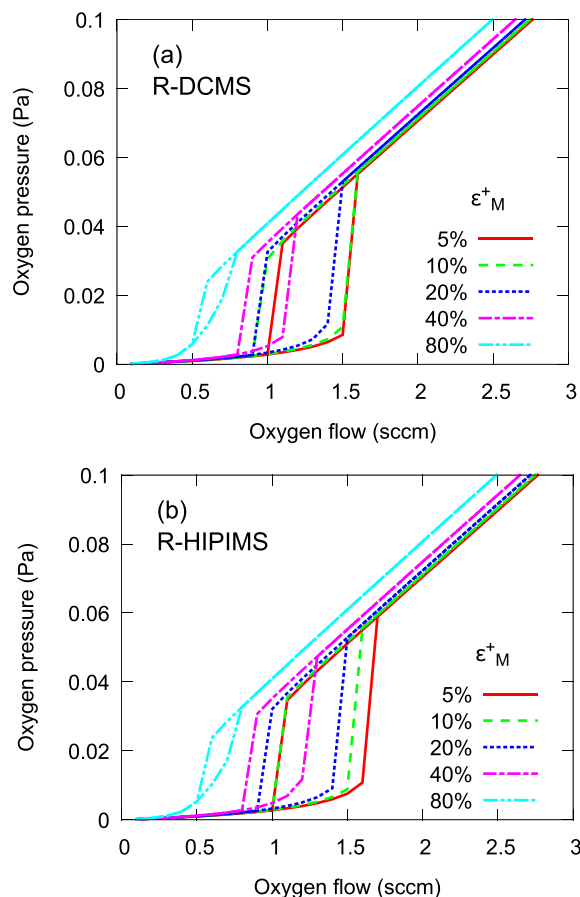 (a)
R-DCMS
Oxygen pressure (Pa)
0.1
0.08
0.06
0.04
0.02
0
ε⁺M
5%
10%
20%
40%
80%
0 0.5 1 1.5 2 2.5 3
Oxygen flow (sccm)
(b)
R-HIPIMS
Oxygen pressure (Pa)
0.1
0.08
0.06
0.04
0.02
0
ε⁺M
5%
10%
20%
40%
80%
0 0.5 1 1.5 2 2.5 3
Oxygen flow (sccm)